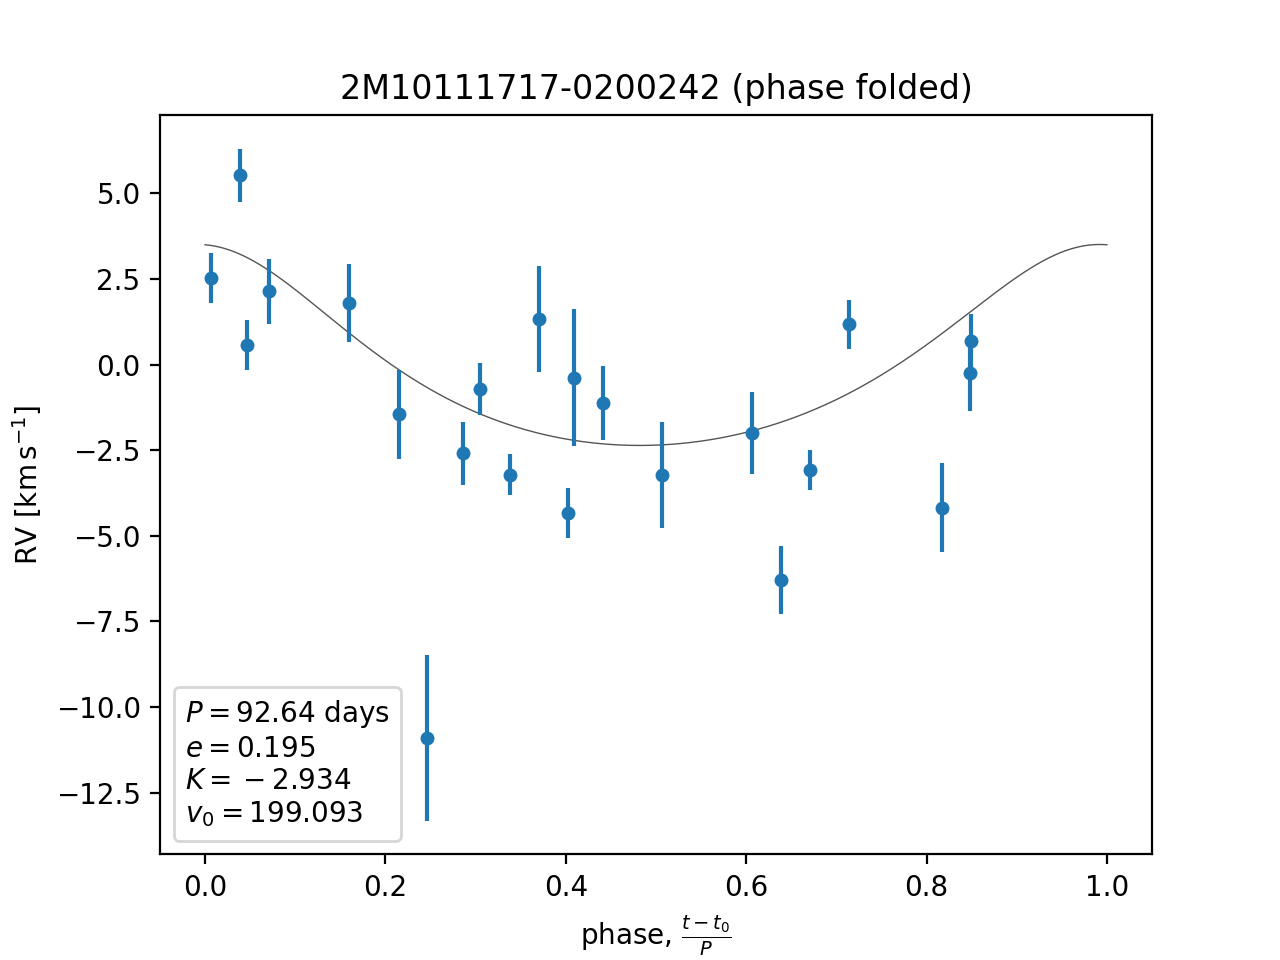 2M10111717-0200242 (phase folded)
5.0
2.5
0.0
−2.5
−5.0
−7.5
−10.0
−12.5
RV [km s⁻¹]
P = 92.64 days
e = 0.195
K = −2.934
v₀ = 199.093
0.0 0.2 0.4 0.6 0.8 1.0
phase, (t − t₀)/P